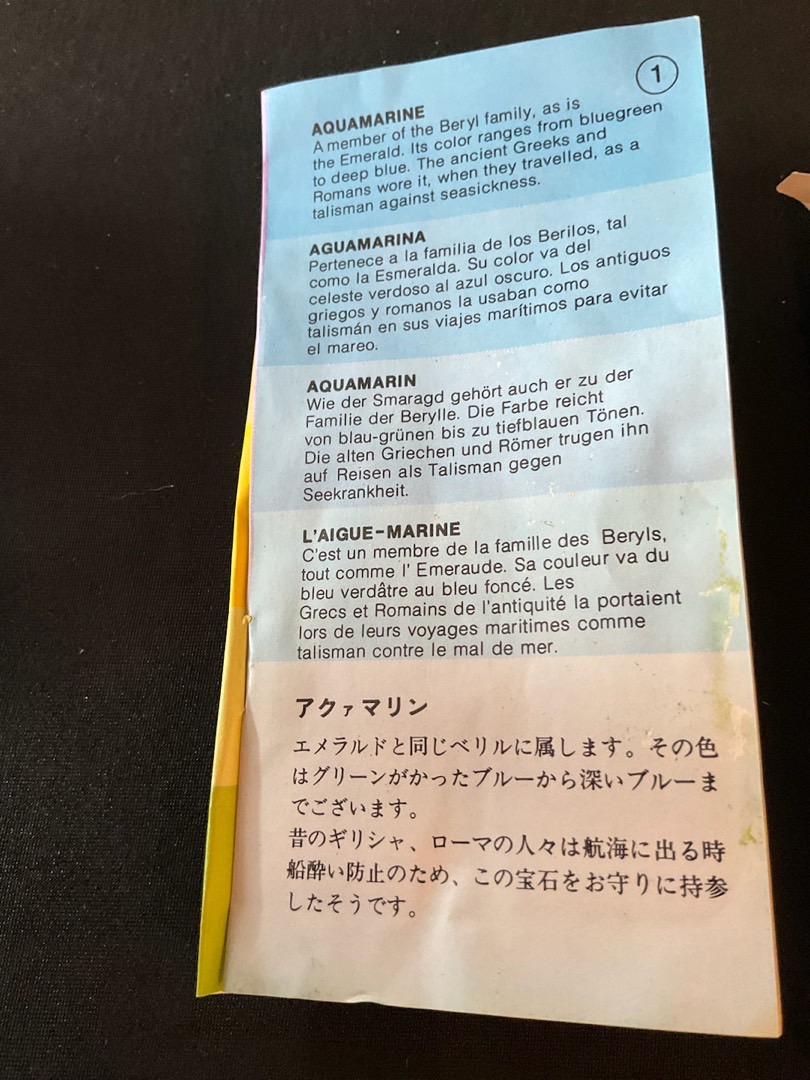 1
AQUAMARINE
A member of the Beryl family, as is
the Emerald. Its color ranges from bluegreen
to deep blue. The ancient Greeks and
Romans wore it, when they travelled, as a
talisman against seasickness.
AGUAMARINA
Pertenece a la familia de los Berilos, tal
como la Esmeralda. Su color va del
celeste verdoso al azul oscuro. Los antiguos
griegos y romanos la usaban como
talismán en sus viajes marítimos para evitar
el mareo.
AQUAMARIN
Wie der Smaragd gehört auch er zu der
Familie der Berylle. Die Farbe reicht
von blau-grünen bis zu tiefblauen Tönen.
Die alten Griechen und Römer trugen ihn
auf Reisen als Talisman gegen
Seekrankheit.
L'AIGUE-MARINE
C'est un membre de la famille des Beryls,
tout comme l' Emeraude. Sa couleur va du
bleu verdâtre au bleu foncé. Les
Grecs et Romains de l'antiquité la portaient
lors de leurs voyages maritimes comme
talisman contre le mal de mer.
アクァマリン
エメラルドと同じベリルに属します。その色
はグリーンがかったブルーから深いブルーま
でございます。
昔のギリシャ、ローマの人々は航海に出る時
船酔い防止のため、この宝石をお守りに持参
したそうです。